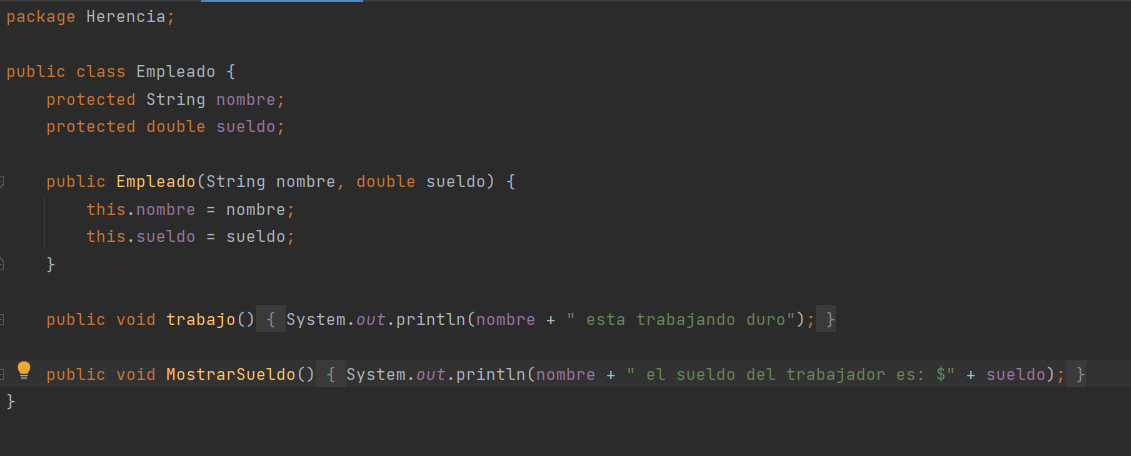 package Herencia;
public class Empleado {
protected String nombre;
protected double sueldo;
public Empleado(String nombre, double sueldo) {
this.nombre = nombre;
this.sueldo = sueldo;
}
public void trabajo() { System.out.println(nombre + " esta trabajando duro"); }
public void MostrarSueldo() { System.out.println(nombre + " el sueldo del trabajador es: $" + sueldo); }
}